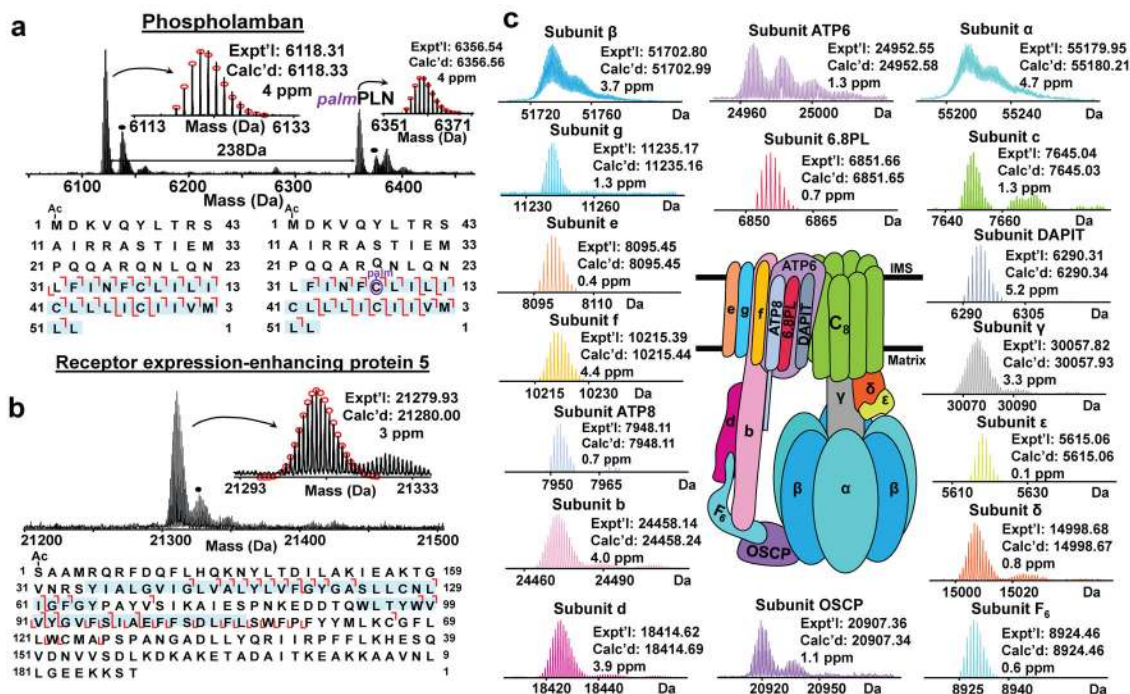 a
Phospholamban
Expt'l: 6118.31
Calc'd: 6118.33
4 ppm
6113 6133
Mass (Da)
Expt'l: 6356.54
Calc'd: 6356.56
4 ppm
palmPLN
6351 6371
Mass (Da)
238Da
6100 6200 6300 6400
Mass (Da)
Ac
1 M D K V Q Y L T R S 43
11 A I R R A S T I E M 33
21 P Q Q A R Q N L Q N 23
31 L F I N F C L I L I 13
41 C L L L I C I I V M 3
51 L L 1
Ac
1 M D K V Q Y L T R S 43
11 A I R R A S T I E M 33
21 P Q Q A R Q N L Q N 23
palm
31 L F I N F C L I L I 13
41 C L L L I C I I V M 3
51 L L 1
b
Receptor expression-enhancing protein 5
Expt'l: 21279.93
Calc'd: 21280.00
3 ppm
21293 21333
Mass (Da)
21200 21300 21400 21500
Mass (Da)
Ac
1 SAAMRQRFDQFLHQKNYLTDILAKIEAKTG 159
31 VNRSYIALGVIGLVALYLVFGYGASLLCNL 129
61 IGFGYPAYVSIKAIESPNKEDDTQWLTYWV 99
91 VYGVFSIAEFFSDLFLSWFPFYYMLKCGFL 69
121 LWCMAPSPANGADLLYQRIIRPFFLKHESQ 39
151 VDNVVSDLKDKAKETADAITKEAKKAAVNL 9
181 LGEEKKST 1
c
Subunit β
Expt'l: 51702.80
Calc'd: 51702.99
3.7 ppm
51720 51760 Da
Subunit ATP6
Expt'l: 24952.55
Calc'd: 24952.58
1.3 ppm
24960 25000 Da
Subunit α
Expt'l: 55179.95
Calc'd: 55180.21
4.7 ppm
55200 55240 Da
Subunit g
Expt'l: 11235.17
Calc'd: 11235.16
1.3 ppm
11230 11260 Da
Subunit 6.8PL
Expt'l: 6851.66
Calc'd: 6851.65
0.7 ppm
6850 6865 Da
Subunit c
Expt'l: 7645.04
Calc'd: 7645.03
1.3 ppm
7640 7660 Da
Subunit e
Expt'l: 8095.45
Calc'd: 8095.45
0.4 ppm
8095 8110 Da
Subunit DAPIT
Expt'l: 6290.31
Calc'd: 6290.34
5.2 ppm
6290 6305 Da
Subunit f
Expt'l: 10215.39
Calc'd: 10215.44
4.4 ppm
10215 10230 Da
Subunit γ
Expt'l: 30057.82
Calc'd: 30057.93
3.3 ppm
30070 30090 Da
Subunit ATP8
Expt'l: 7948.11
Calc'd: 7948.11
0.7 ppm
7950 7965 Da
Subunit ε
Expt'l: 5615.06
Calc'd: 5615.06
0.1 ppm
5610 5630 Da
Subunit b
Expt'l: 24458.14
Calc'd: 24458.24
4.0 ppm
24460 24490 Da
Subunit δ
Expt'l: 14998.68
Calc'd: 14998.67
0.8 ppm
15000 15020 Da
Subunit d
Expt'l: 18414.62
Calc'd: 18414.69
3.9 ppm
18420 18440 Da
Subunit OSCP
Expt'l: 20907.36
Calc'd: 20907.34
1.1 ppm
20920 20950 Da
Subunit F6
Expt'l: 8924.46
Calc'd: 8924.46
0.6 ppm
8925 8940 Da
ATP6
IMS
e
g
f
ATP8
6.8PL
DAPIT
C8
Matrix
γ
δ
ε
d
b
β
α
β
F6
OSCP